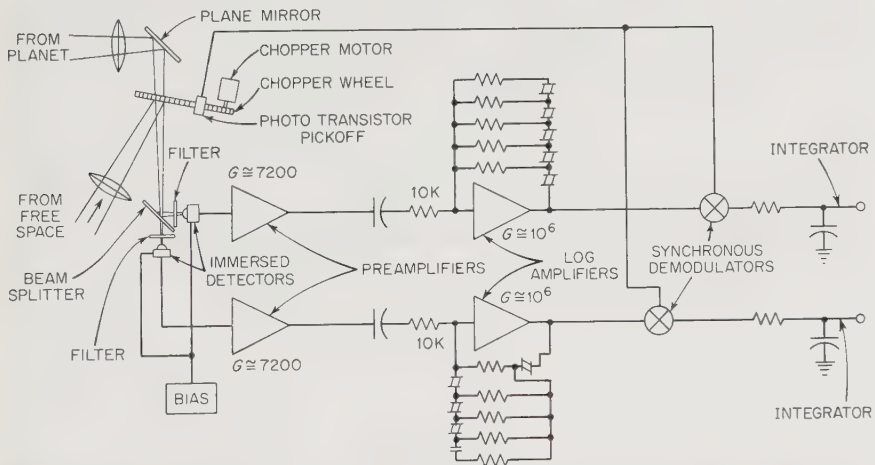 PLANE MIRROR
FROM
PLANET
CHOPPER MOTOR
CHOPPER WHEEL
PHOTO TRANSISTOR
PICKOFF
FILTER
G≅7200
10K
G≅10⁶
INTEGRATOR
FROM
FREE
SPACE
BEAM
SPLITTER
IMMERSED
DETECTORS
PREAMPLIFIERS
LOG
AMPLIFIERS
SYNCHRONOUS
DEMODULATORS
G≅10⁶
FILTER
G≅7200
10K
BIAS
INTEGRATOR